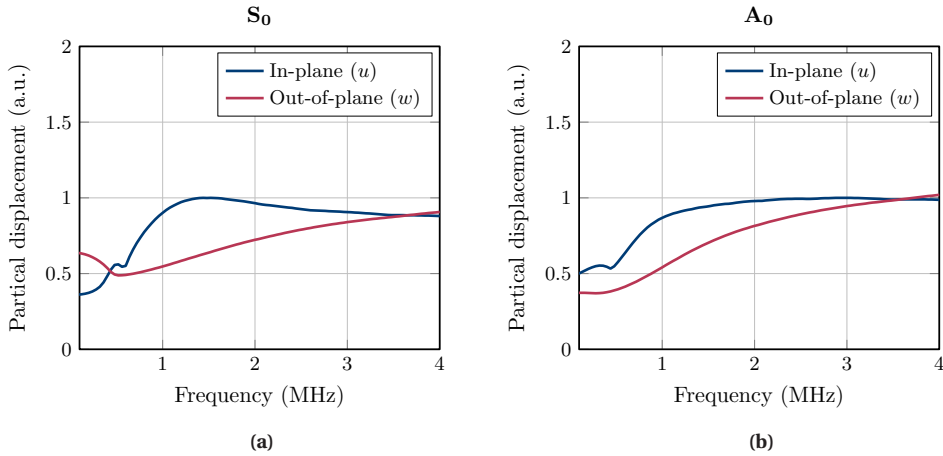 S₀
2
1.5
1
0.5
0
1
2
3
4
Partical displacement (a.u.)
Frequency (MHz)
In-plane (u)
Out-of-plane (w)
(a)
A₀
2
1.5
1
0.5
0
1
2
3
4
Partical displacement (a.u.)
Frequency (MHz)
In-plane (u)
Out-of-plane (w)
(b)